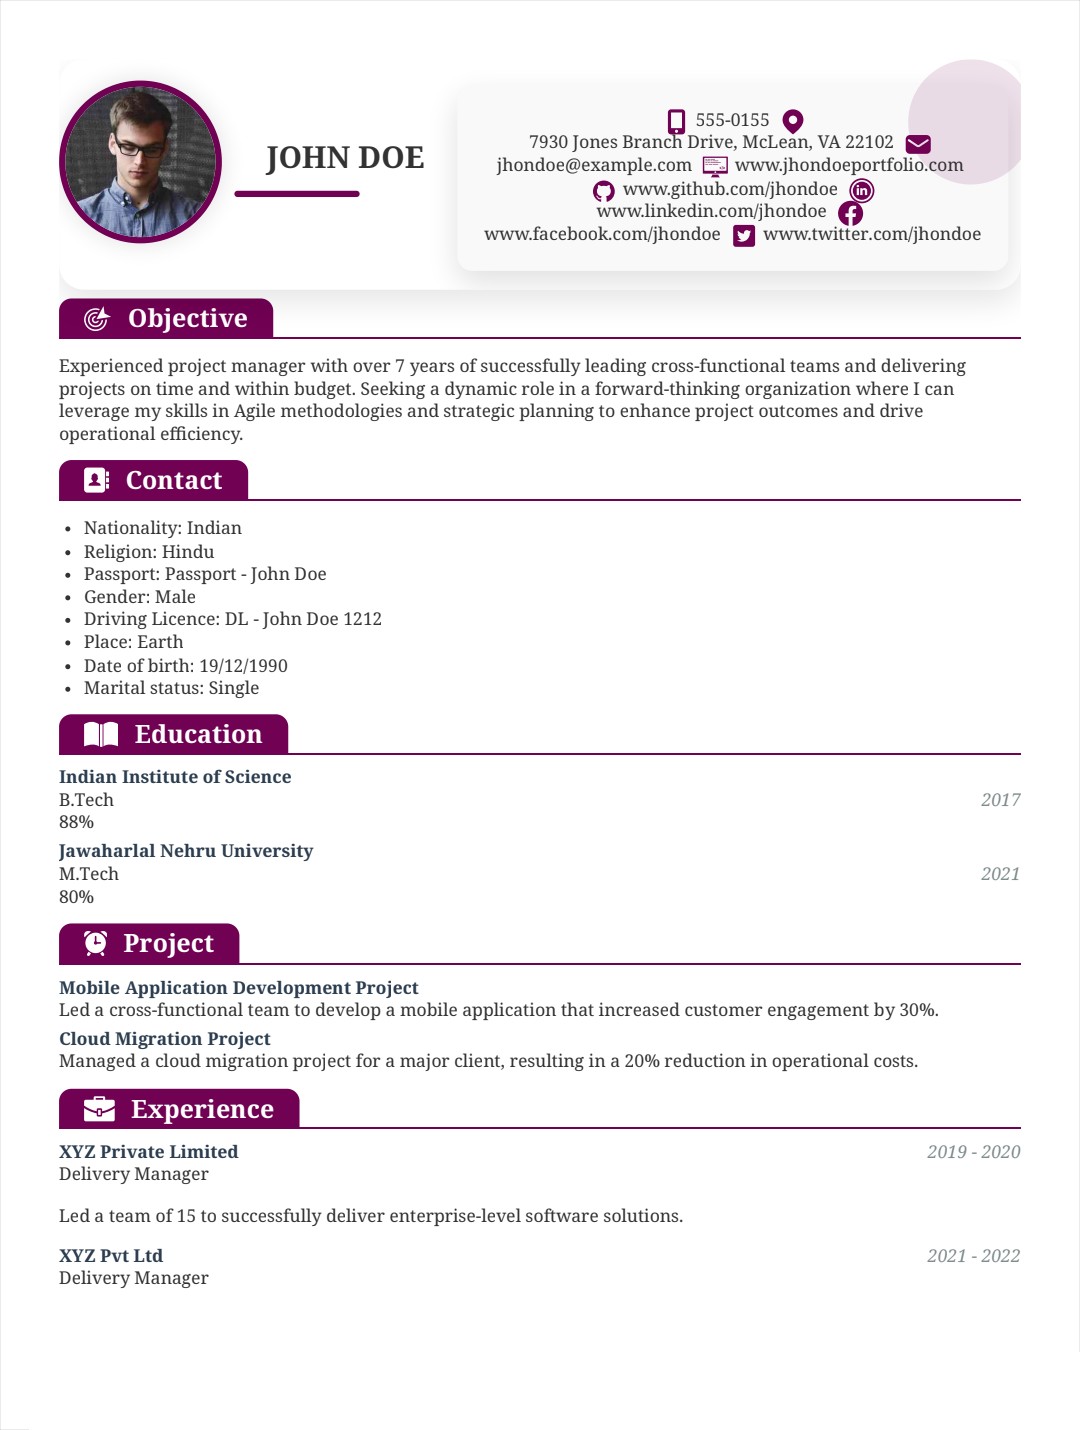 JOHN DOE
555-0155
7930 Jones Branch Drive, McLean, VA 22102
jhondoe@example.com www.jhondoeportfolio.com
www.github.com/jhondoe
www.linkedin.com/jhondoe
www.facebook.com/jhondoe www.twitter.com/jhondoe
Objective
Experienced project manager with over 7 years of successfully leading cross-functional teams and delivering
projects on time and within budget. Seeking a dynamic role in a forward-thinking organization where I can
leverage my skills in Agile methodologies and strategic planning to enhance project outcomes and drive
operational efficiency.
Contact
• Nationality: Indian
• Religion: Hindu
• Passport: Passport - John Doe
• Gender: Male
• Driving Licence: DL - John Doe 1212
• Place: Earth
• Date of birth: 19/12/1990
• Marital status: Single
Education
Indian Institute of Science
B.Tech 2017
88%
Jawaharlal Nehru University
M.Tech 2021
80%
Project
Mobile Application Development Project
Led a cross-functional team to develop a mobile application that increased customer engagement by 30%.
Cloud Migration Project
Managed a cloud migration project for a major client, resulting in a 20% reduction in operational costs.
Experience
XYZ Private Limited 2019 - 2020
Delivery Manager
Led a team of 15 to successfully deliver enterprise-level software solutions.
XYZ Pvt Ltd 2021 - 2022
Delivery Manager